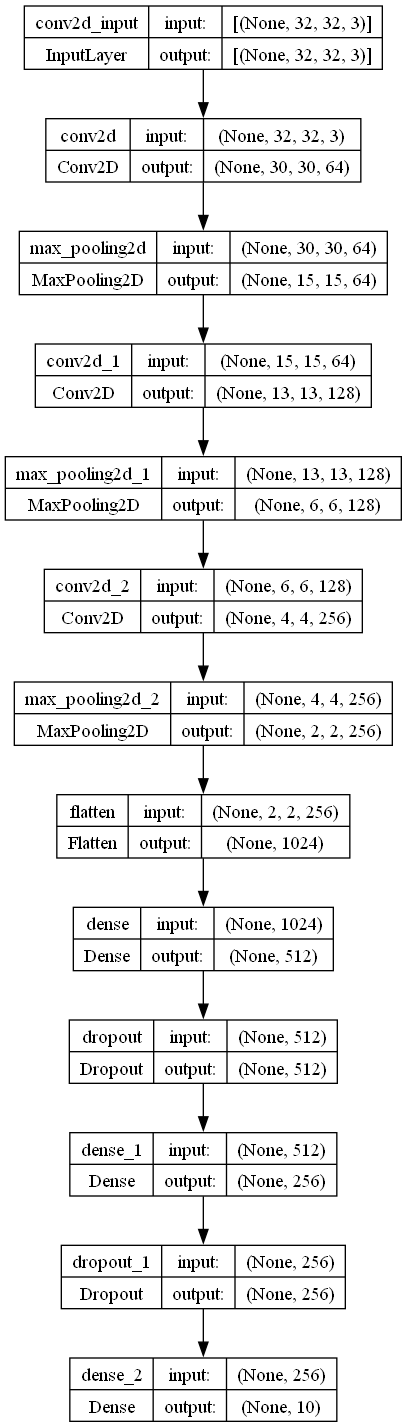 conv2d_input input: [(None, 32, 32, 3)]
InputLayer output: [(None, 32, 32, 3)]
conv2d input: (None, 32, 32, 3)
Conv2D output: (None, 30, 30, 64)
max_pooling2d input: (None, 30, 30, 64)
MaxPooling2D output: (None, 15, 15, 64)
conv2d_1 input: (None, 15, 15, 64)
Conv2D output: (None, 13, 13, 128)
max_pooling2d_1 input: (None, 13, 13, 128)
MaxPooling2D output: (None, 6, 6, 128)
conv2d_2 input: (None, 6, 6, 128)
Conv2D output: (None, 4, 4, 256)
max_pooling2d_2 input: (None, 4, 4, 256)
MaxPooling2D output: (None, 2, 2, 256)
flatten input: (None, 2, 2, 256)
Flatten output: (None, 1024)
dense input: (None, 1024)
Dense output: (None, 512)
dropout input: (None, 512)
Dropout output: (None, 512)
dense_1 input: (None, 512)
Dense output: (None, 256)
dropout_1 input: (None, 256)
Dropout output: (None, 256)
dense_2 input: (None, 256)
Dense output: (None, 10)